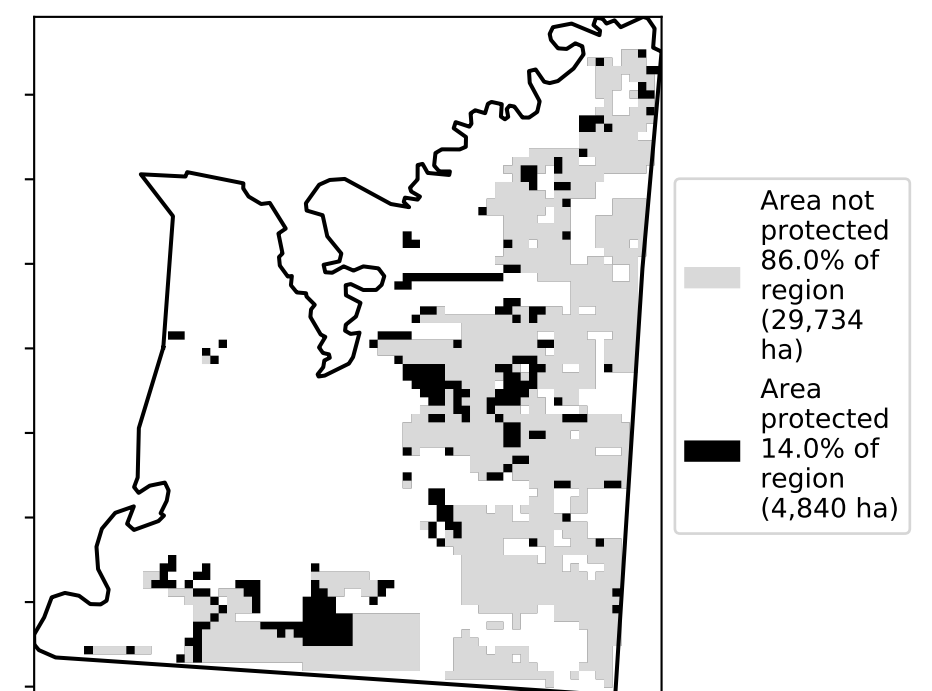 Area not
protected
86.0% of
region
(29,734
ha)
Area
protected
14.0% of
region
(4,840 ha)